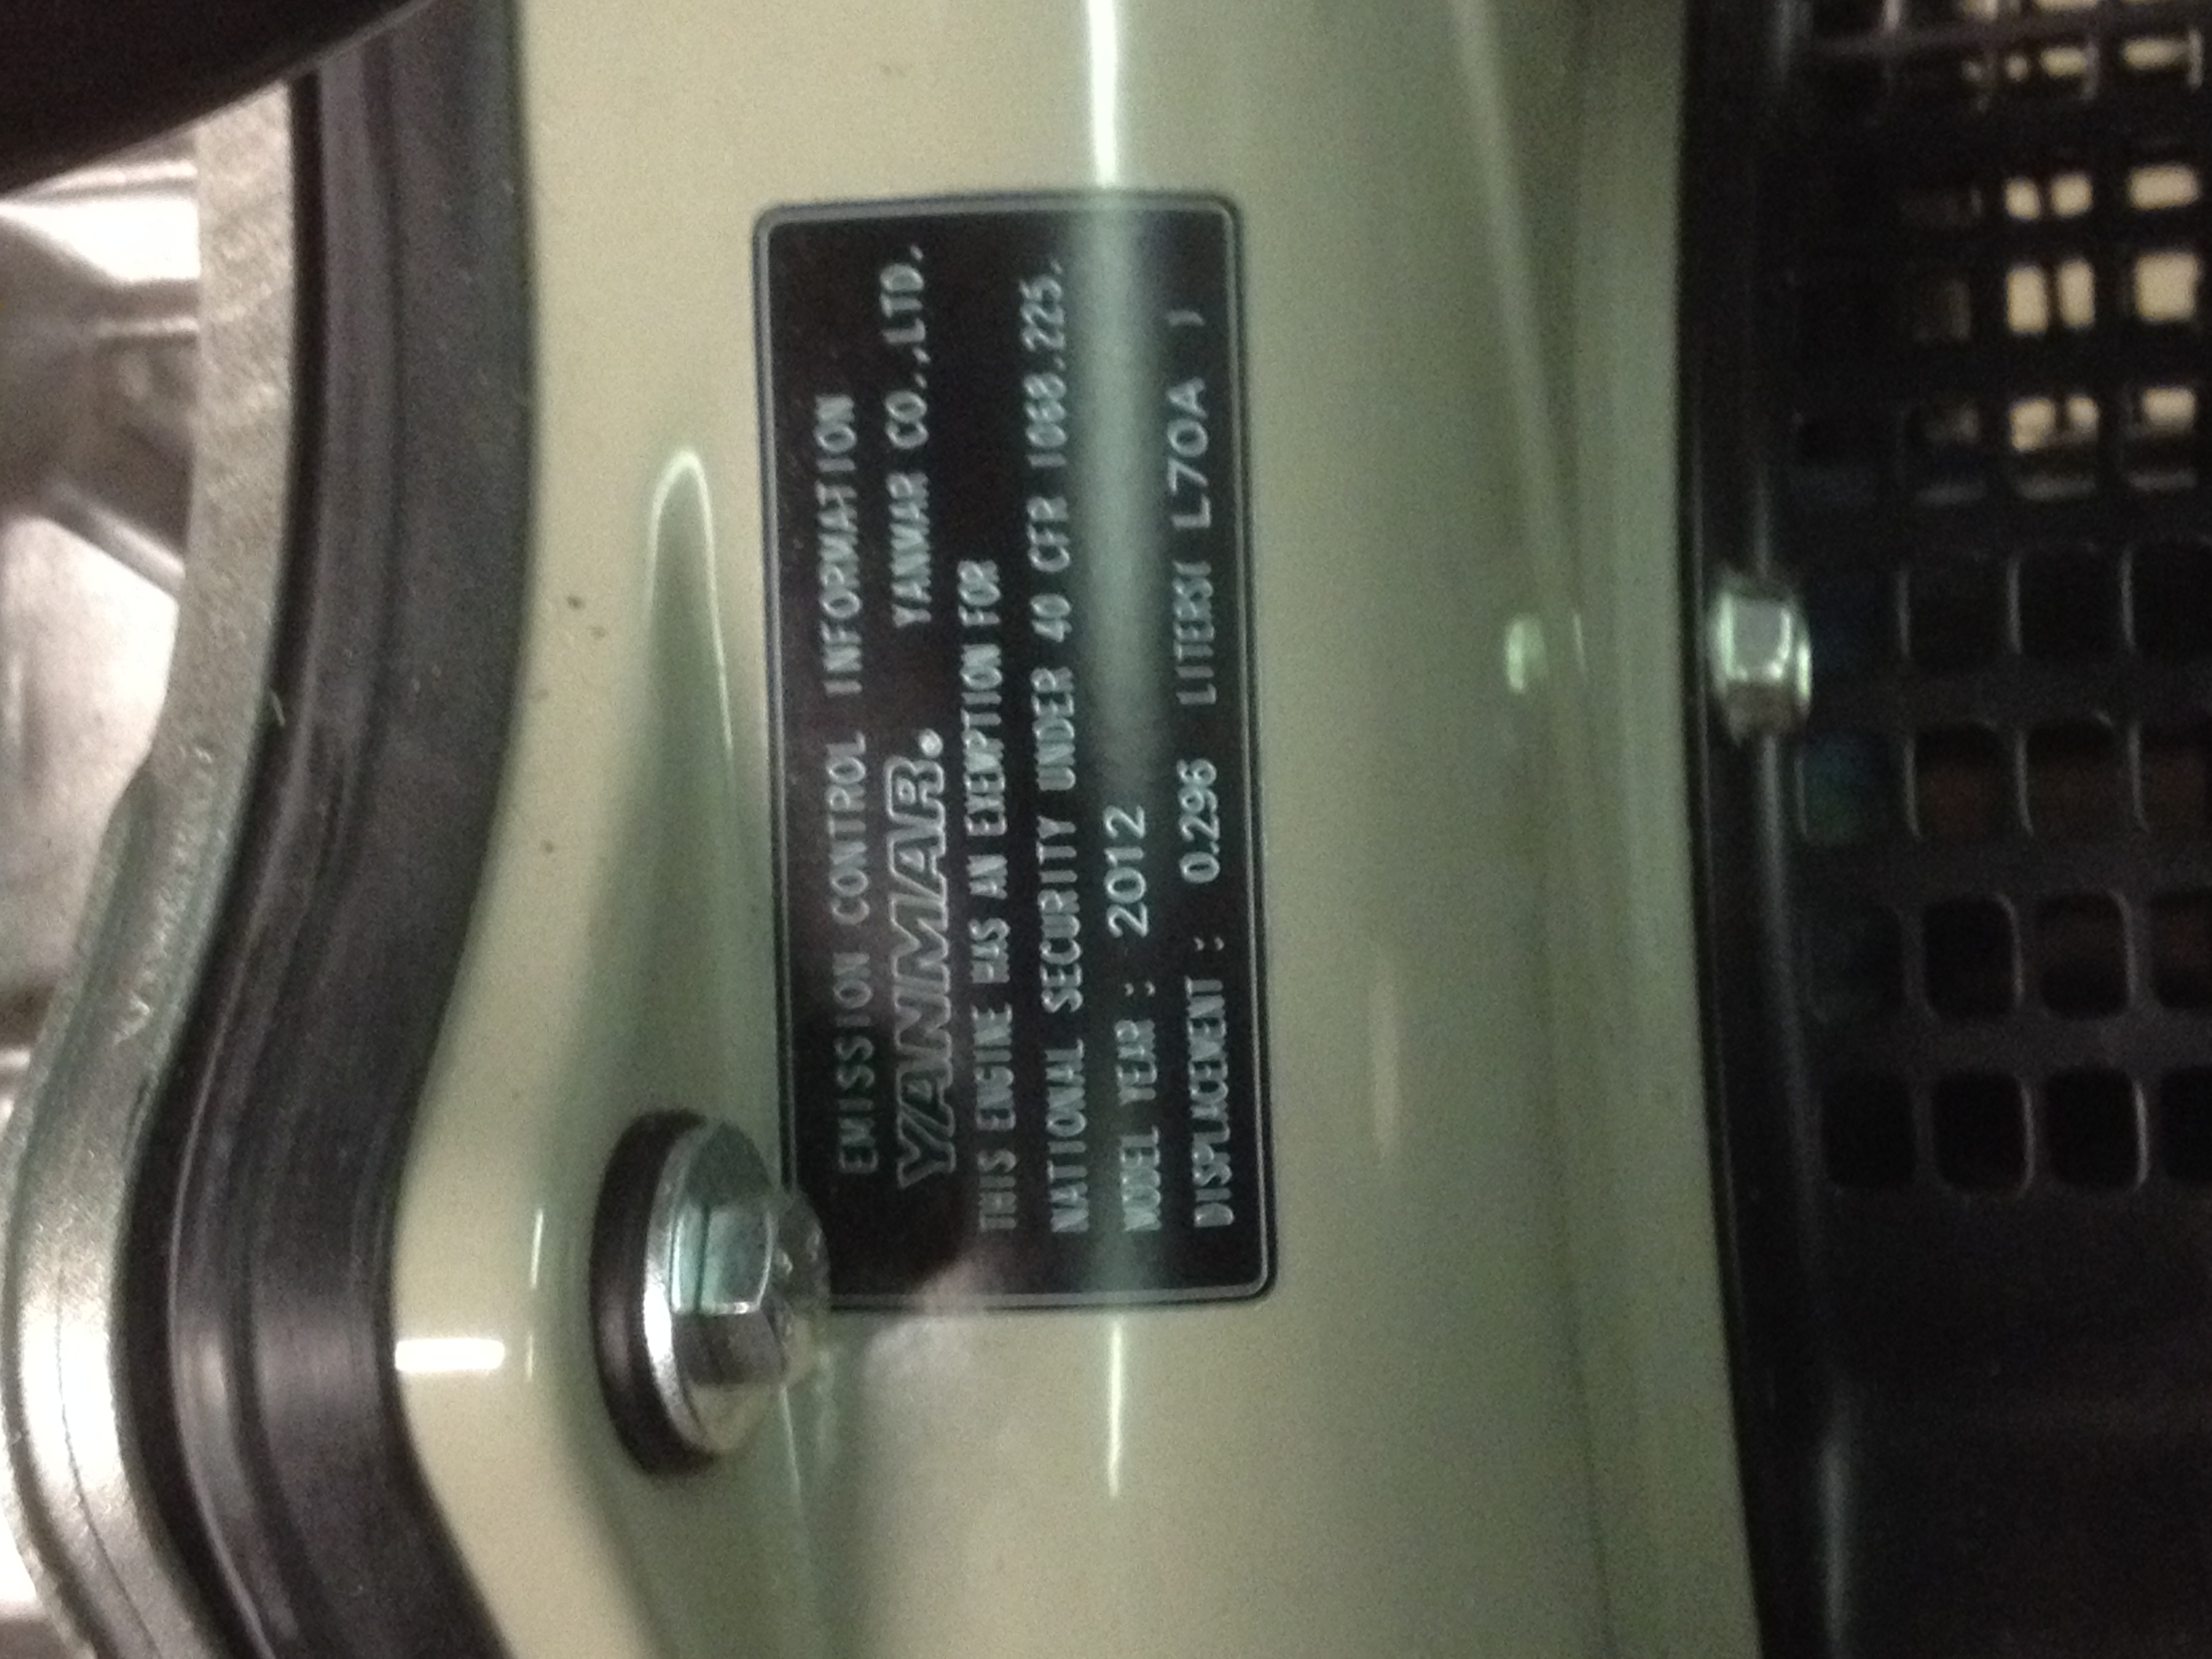 EMISSION CONTROL INFORMATION
YANMAR® YANMAR CO.,LTD.
THIS ENGINE HAS AN EXEMPTION FOR
NATIONAL SECURITY UNDER 40 CFR 1068.225.
MODEL YEAR : 2012
DISPLACEMENT : 0.296 LITERS( L70A )